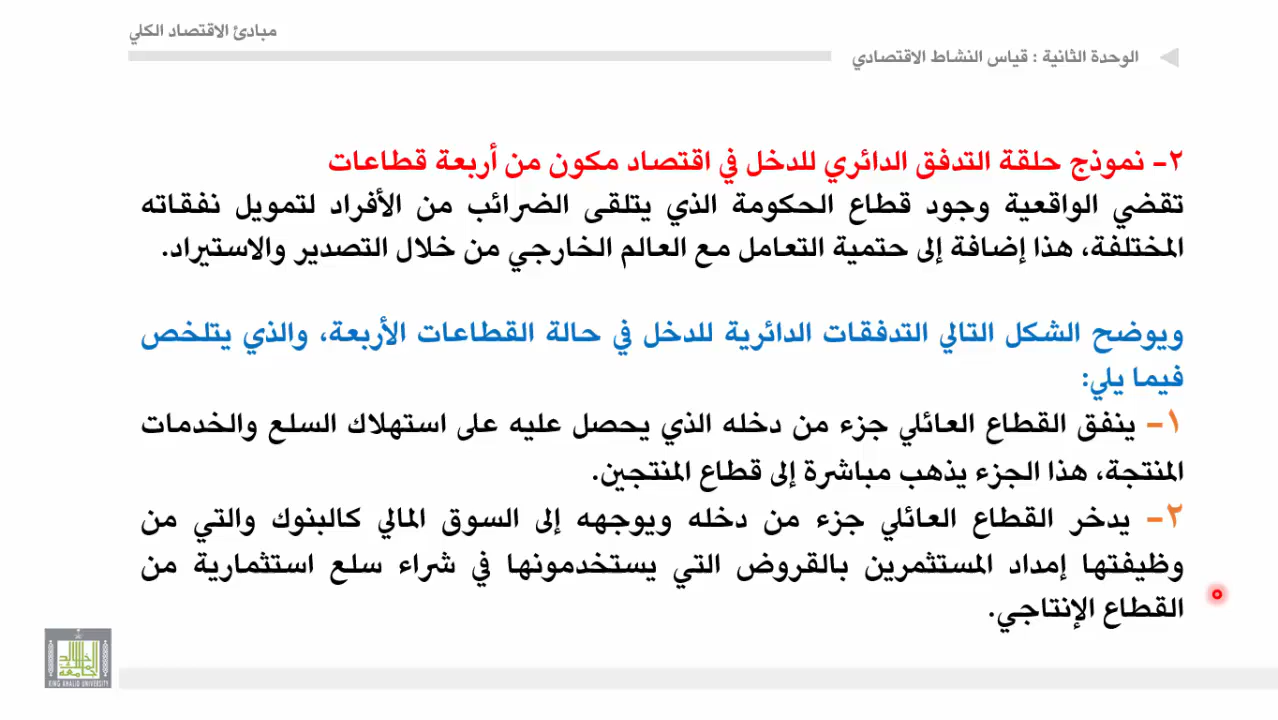 مبادئ الاقتصاد الكلي
الوحدة الثانية : قياس النشاط الاقتصادي
٢- نموذج حلقة التدفق الدائري للدخل في اقتصاد مكون من أربعة قطاعات
تقضي الواقعية وجود قطاع الحكومة الذي يتلقى الضرائب من الأفراد لتمويل نفقاته
المختلفة، هذا إضافة إلى حتمية التعامل مع العالم الخارجي من خلال التصدير والاستيراد.
ويوضح الشكل التالي التدفقات الدائرية للدخل في حالة القطاعات الأربعة، والذي يتلخص
فيما يلي:
١- ينفق القطاع العائلي جزء من دخله الذي يحصل عليه على استهلاك السلع والخدمات
المنتجة، هذا الجزء يذهب مباشرة إلى قطاع المنتجين.
٢- يدخر القطاع العائلي جزء من دخله ويوجهه إلى السوق المالي كالبنوك والتي من
وظيفتها إمداد المستثمرين بالقروض التي يستخدمونها في شراء سلع استثمارية من
القطاع الإنتاجي.
KING KHALID UNIVERSITY